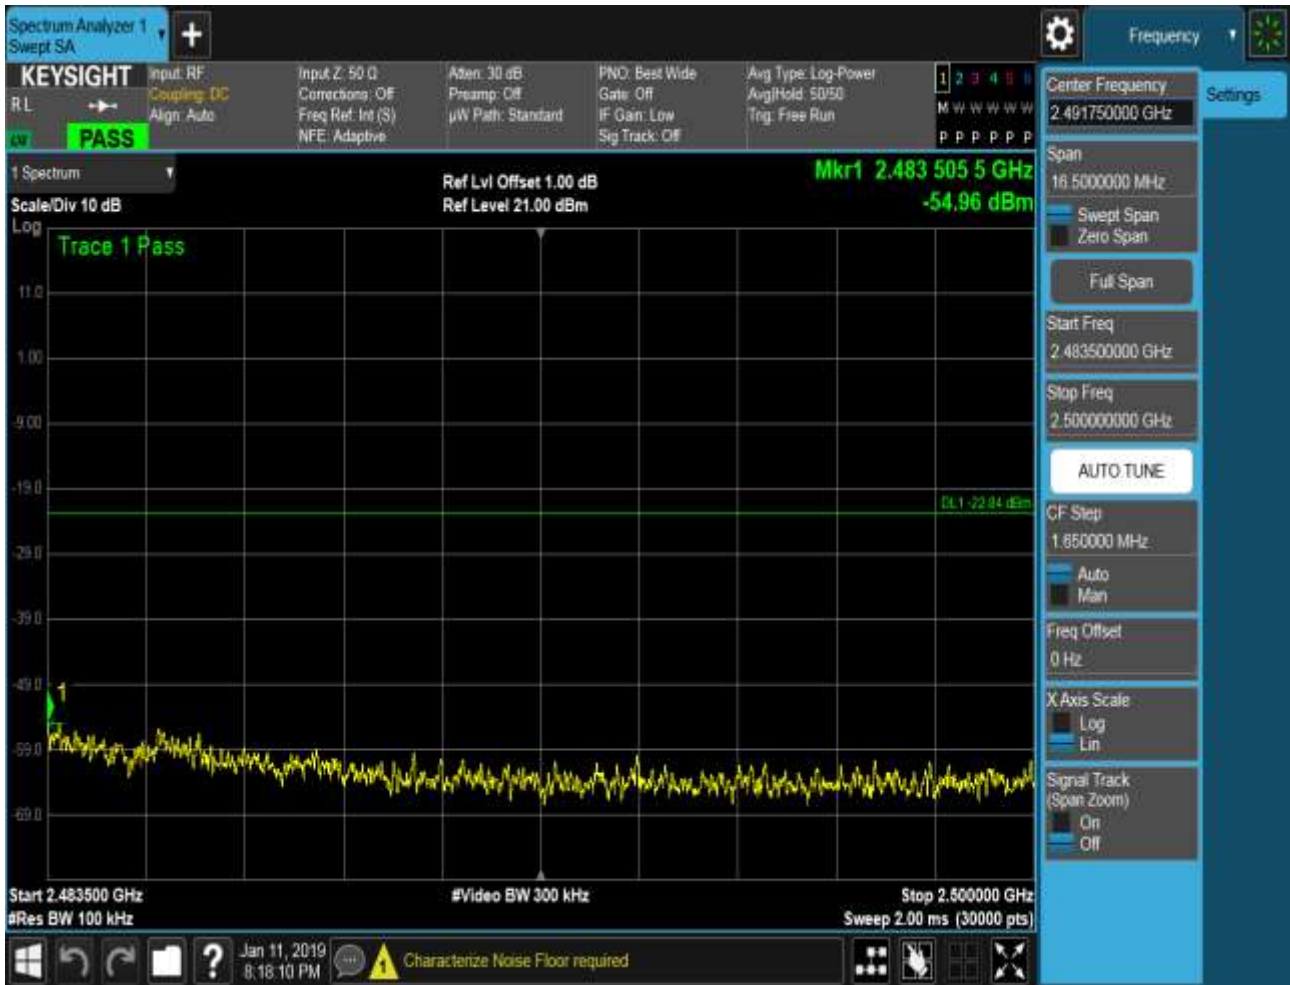 Spectrum Analyzer 1
Swept SA
+
Frequency
KEYSIGHT
R L
PASS
Input: RF
Coupling: DC
Align: Auto
Input Z: 50 Ω
Corrections: Off
Freq Ref: Int (S)
NFE: Adaptive
Atten: 30 dB
Preamp: Off
µW Path: Standard
PNO: Best Wide
Gate: Off
IF Gain: Low
Sig Track: Off
Avg Type: Log-Power
Avg|Hold: 50/50
Trig: Free Run
1 2 3 4 5 6
M W W W W W
P P P P P P
1 Spectrum
Scale/Div 10 dB
Ref Lvl Offset 1.00 dB
Ref Level 21.00 dBm
Mkr1 2.483 505 5 GHz
-54.96 dBm
Log
Trace 1 Pass
11.0
1.00
-9.00
-19.0
DL1 -22.84 dBm
-29.0
-39.0
-49.0
1
-59.0
-69.0
Start 2.483500 GHz
#Video BW 300 kHz
Stop 2.500000 GHz
#Res BW 100 kHz
Sweep 2.00 ms (30000 pts)
Center Frequency
2.491750000 GHz
Settings
Span
16.5000000 MHz
Swept Span
Zero Span
Full Span
Start Freq
2.483500000 GHz
Stop Freq
2.500000000 GHz
AUTO TUNE
CF Step
1.650000 MHz
Auto
Man
Freq Offset
0 Hz
X Axis Scale
Log
Lin
Signal Track
(Span Zoom)
On
Off
?
Jan 11, 2019
8:18:10 PM
1
Characterize Noise Floor required